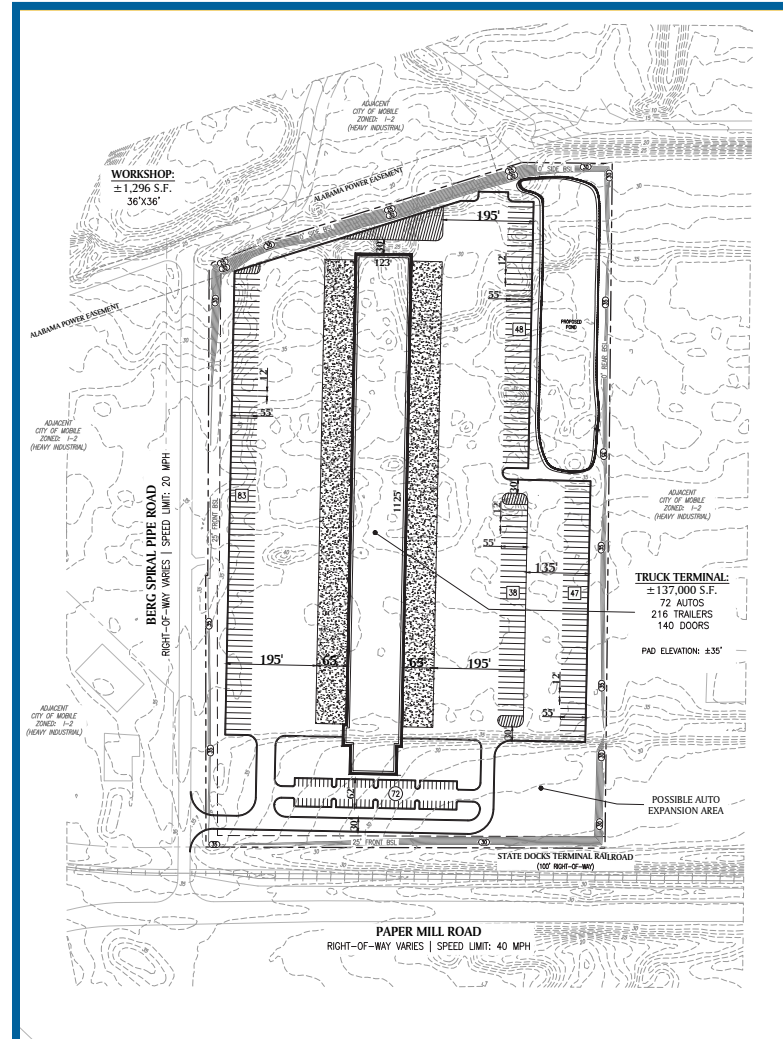 ADJACENT
CITY OF MOBILE
ZONED: I-2
(HEAVY INDUSTRIAL)
WORKSHOP:
±1,296 S.F.
36'X36'
ALABAMA POWER EASEMENT
ALABAMA POWER EASEMENT
195'
30'
123'
12'
55'
48
PROPOSED
POND
12'
55'
83
1125'
30'
12'
55'
135'
38
47
ADJACENT
CITY OF MOBILE
ZONED: I-2
(HEAVY INDUSTRIAL)
BERG SPIRAL PIPE ROAD
RIGHT-OF-WAY VARIES | SPEED LIMIT: 20 MPH
25' FRONT BSL
ADJACENT
CITY OF MOBILE
ZONED: I-2
(HEAVY INDUSTRIAL)
TRUCK TERMINAL:
±137,000 S.F.
72 AUTOS
216 TRAILERS
140 DOORS
PAD ELEVATION: ±35'
195'
65'
65'
195'
12'
55'
ADJACENT
CITY OF MOBILE
ZONED: I-2
(HEAVY INDUSTRIAL)
62'
72
30'
POSSIBLE AUTO
EXPANSION AREA
25' FRONT BSL
STATE DOCKS TERMINAL RAILROAD
(100' RIGHT-OF-WAY)
PAPER MILL ROAD
RIGHT-OF-WAY VARIES | SPEED LIMIT: 40 MPH